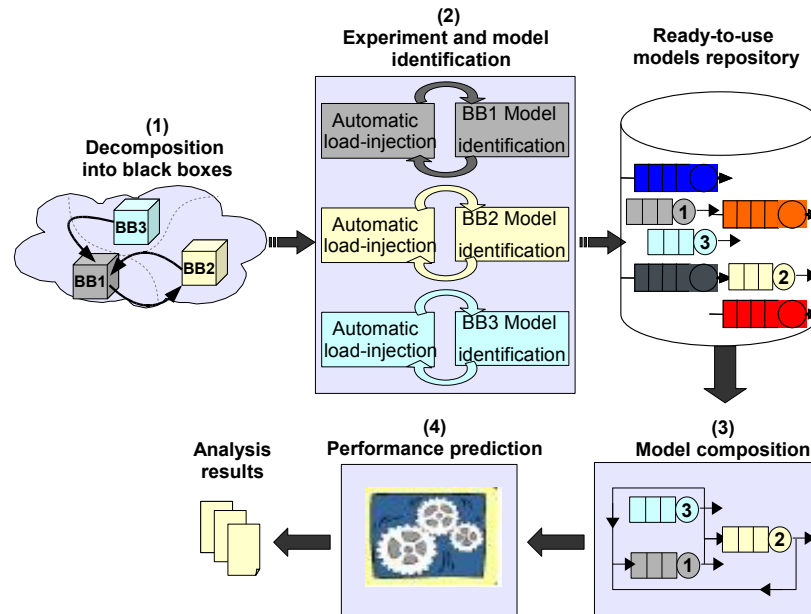 (1)
Decomposition
into black boxes
BB3
BB2
BB1
(2)
Experiment and model
identification
Automatic
load-injection
BB1 Model
identification
Automatic
load-injection
BB2 Model
identification
Automatic
load-injection
BB3 Model
identification
Ready-to-use
models repository
1
3
2
(3)
Model composition
3
2
1
(4)
Performance prediction
Analysis
results